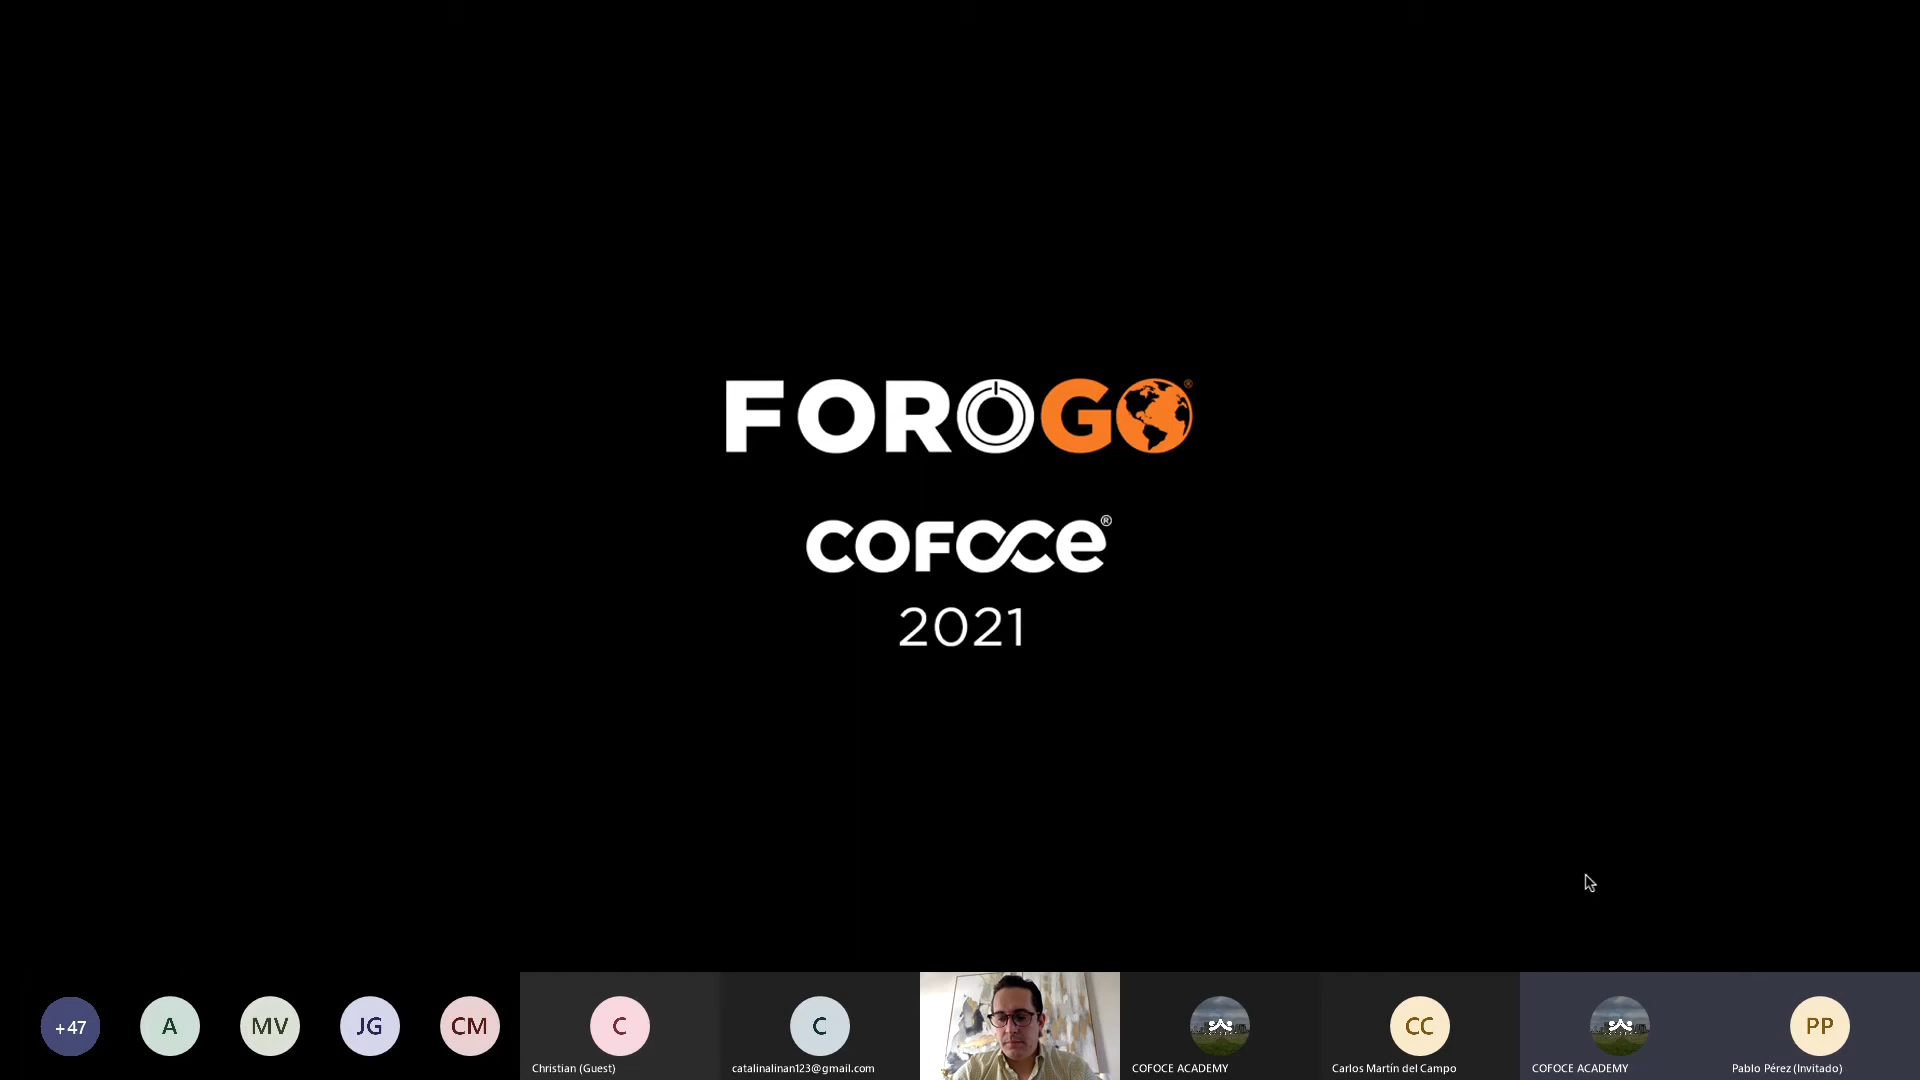 FOROGO®
COFOCE®
2021
+47
A
MV
JG
CM
C
Christian (Guest)
C
catalinalinan123@gmail.com
COFOCE ACADEMY
CC
Carlos Martín del Campo
COFOCE ACADEMY
PP
Pablo Pérez (Invitado)